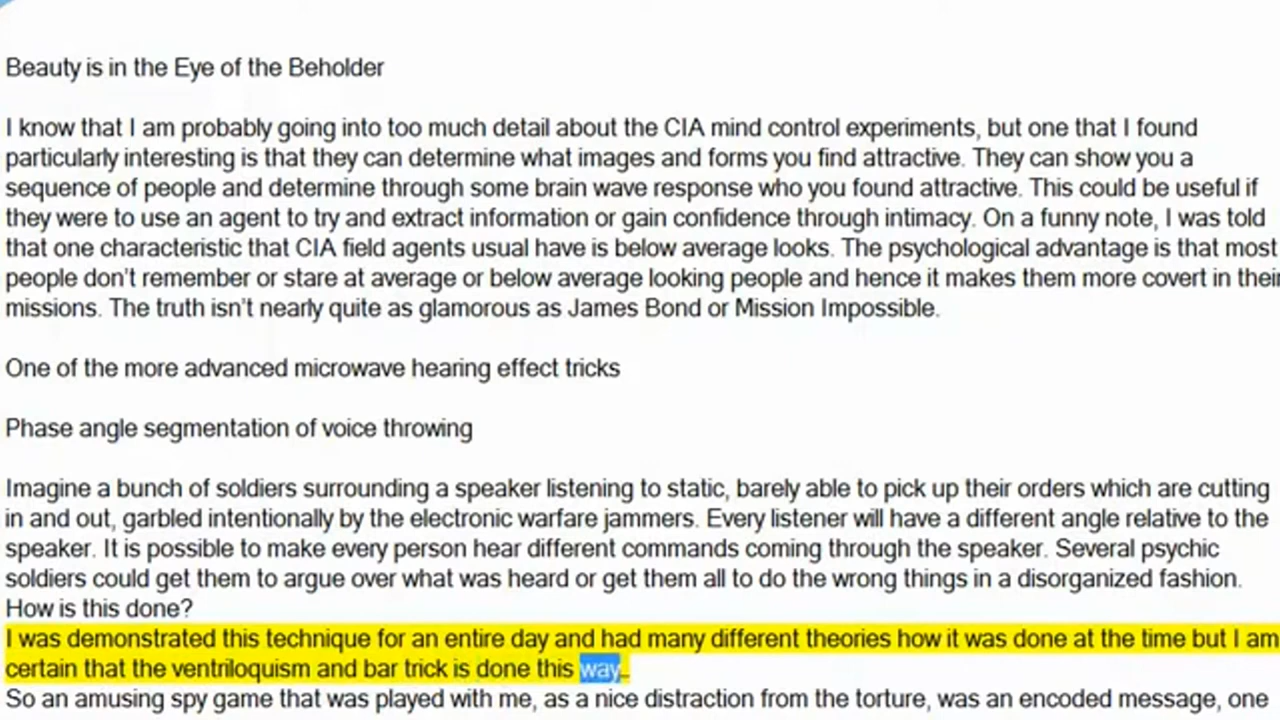 Beauty is in the Eye of the Beholder
I know that I am probably going into too much detail about the CIA mind control experiments, but one that I found
particularly interesting is that they can determine what images and forms you find attractive. They can show you a
sequence of people and determine through some brain wave response who you found attractive. This could be useful if
they were to use an agent to try and extract information or gain confidence through intimacy. On a funny note, I was told
that one characteristic that CIA field agents usual have is below average looks. The psychological advantage is that most
people don't remember or stare at average or below average looking people and hence it makes them more covert in their
missions. The truth isn't nearly quite as glamorous as James Bond or Mission Impossible.
One of the more advanced microwave hearing effect tricks
Phase angle segmentation of voice throwing
Imagine a bunch of soldiers surrounding a speaker listening to static, barely able to pick up their orders which are cutting
in and out, garbled intentionally by the electronic warfare jammers. Every listener will have a different angle relative to the
speaker. It is possible to make every person hear different commands coming through the speaker. Several psychic
soldiers could get them to argue over what was heard or get them all to do the wrong things in a disorganized fashion.
How is this done?
I was demonstrated this technique for an entire day and had many different theories how it was done at the time but I am
certain that the ventriloquism and bar trick is done this way.
So an amusing spy game that was played with me, as a nice distraction from the torture, was an encoded message, one